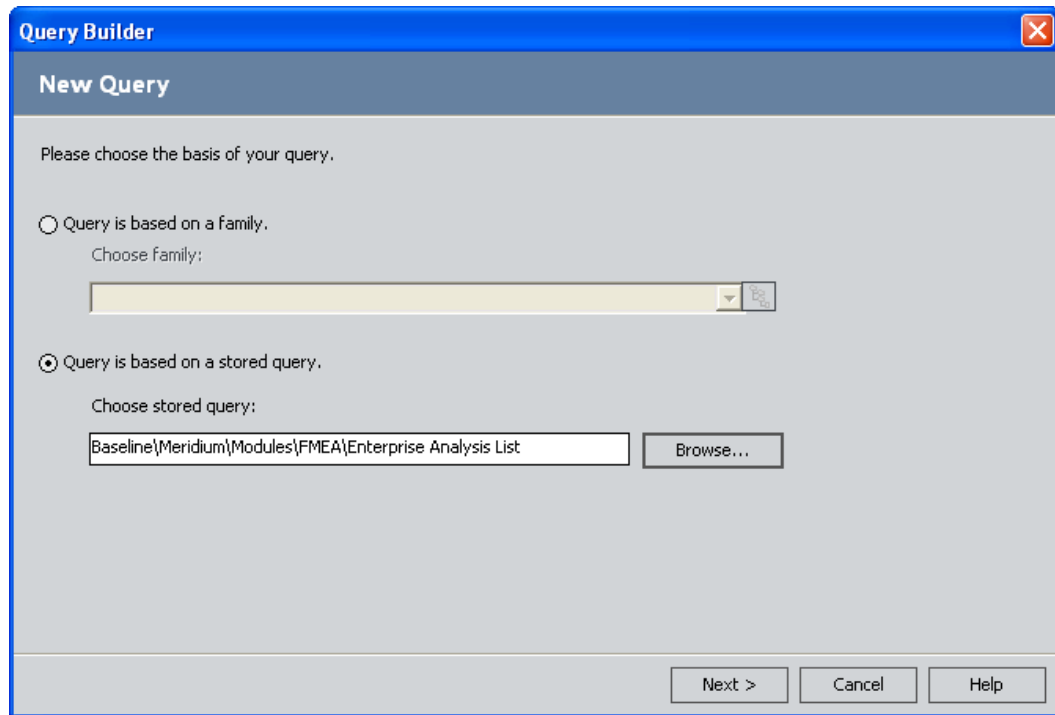 Query Builder
New Query
Please choose the basis of your query.
Query is based on a family.
Choose family:
Query is based on a stored query.
Choose stored query:
Baseline\Meridium\Modules\FMEA\Enterprise Analysis List
Browse...
Next >
Cancel
Help